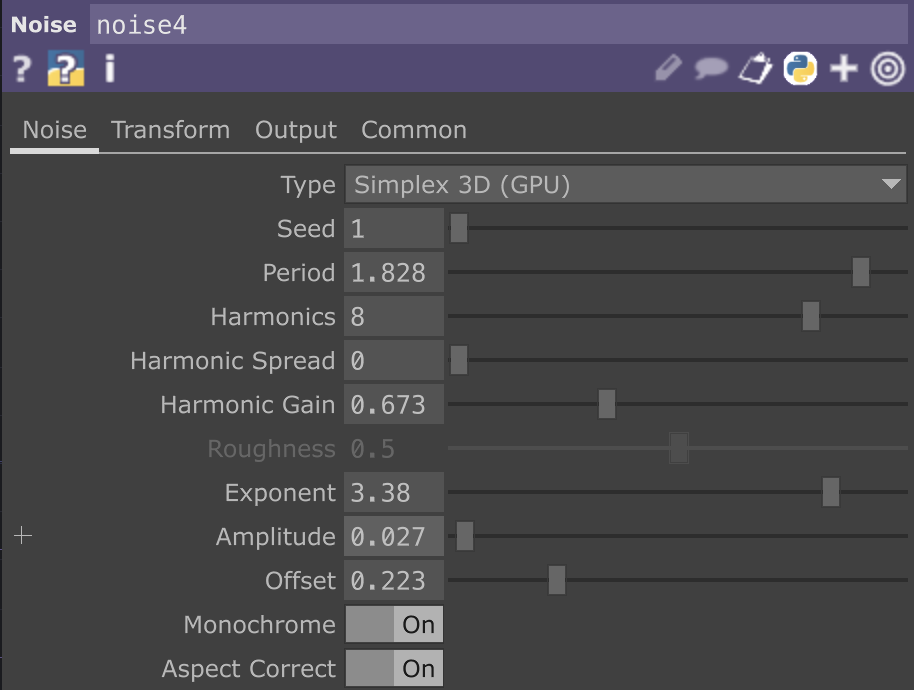 Noise noise4
? ? i
Noise Transform Output Common
Type Simplex 3D (GPU)
Seed 1
Period 1.828
Harmonics 8
Harmonic Spread 0
Harmonic Gain 0.673
Roughness 0.5
Exponent 3.38
Amplitude 0.027
Offset 0.223
Monochrome On
Aspect Correct On